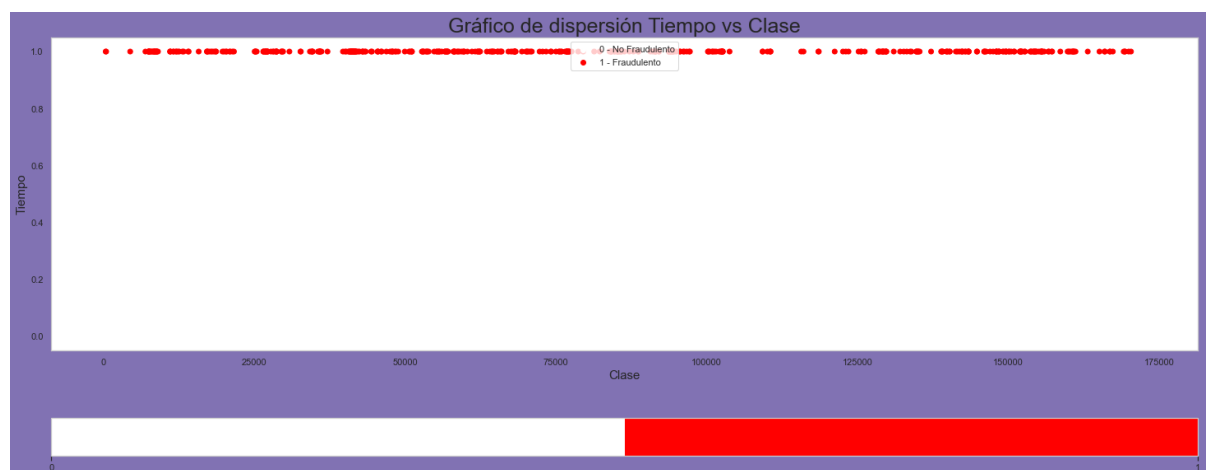 Gráfico de dispersión Tiempo vs Clase
1.0
0.8
0.6
0.4
0.2
0.0
Tiempo
0 - No Fraudulento
1 - Fraudulento
0 25000 50000 75000 100000 125000 150000 175000
Clase
0 1